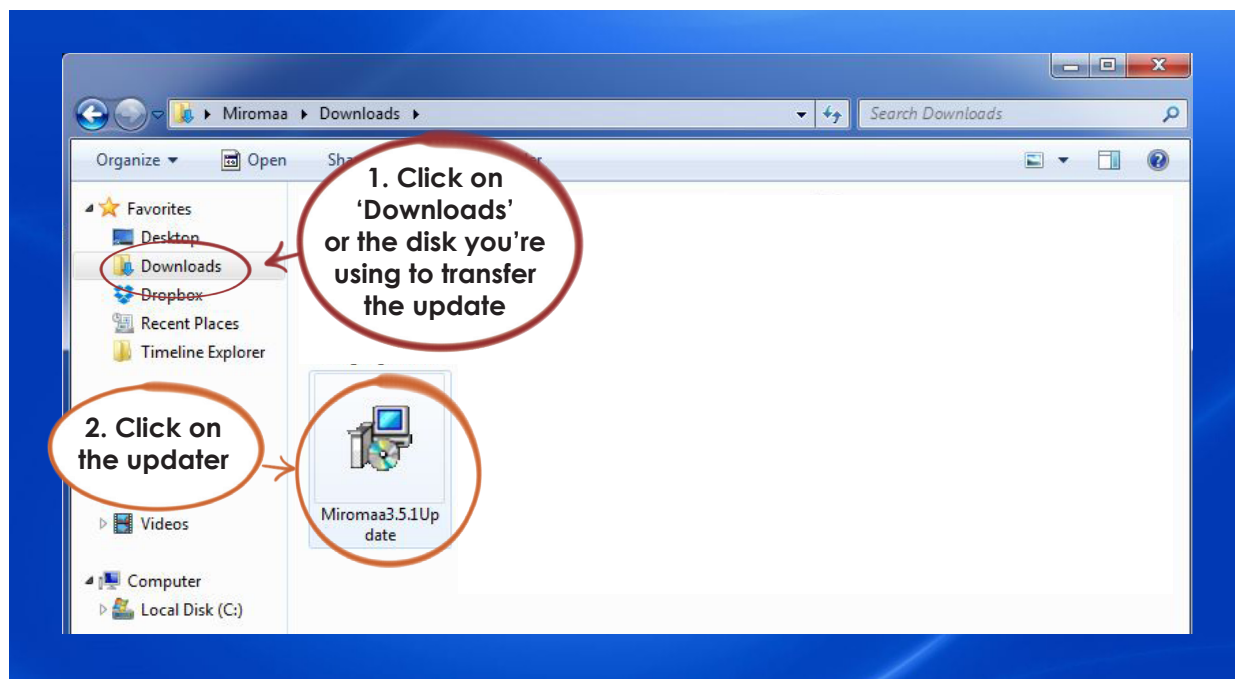 Miromaa ▸ Downloads ▸
Search Downloads
Organize
Open
1. Click on
‘Downloads’
or the disk you’re
using to transfer
the update
Favorites
Desktop
Downloads
Dropbox
Recent Places
Timeline Explorer
2. Click on
the updater
Miromaa3.5.1Up
date
Videos
Computer
Local Disk (C:)